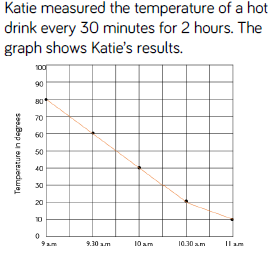 Katie measured the temperature of a hot
drink every 30 minutes for 2 hours. The
graph shows Katie's results.
100
90
80
70
60
50
40
30
20
10
0
Temperature in degrees
9 a.m
9.30 a.m
10 a.m
10.30 a.m
11 a.m